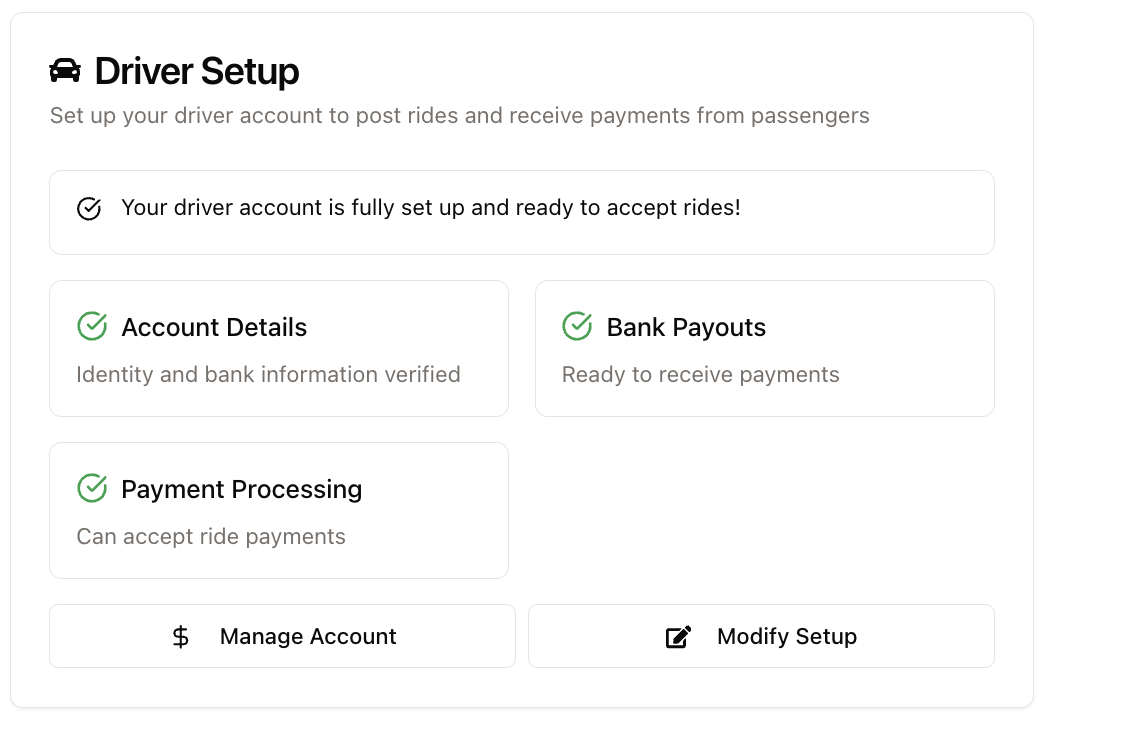 Driver Setup
Set up your driver account to post rides and receive payments from passengers
Your driver account is fully set up and ready to accept rides!
Account Details
Identity and bank information verified
Bank Payouts
Ready to receive payments
Payment Processing
Can accept ride payments
$ Manage Account
Modify Setup